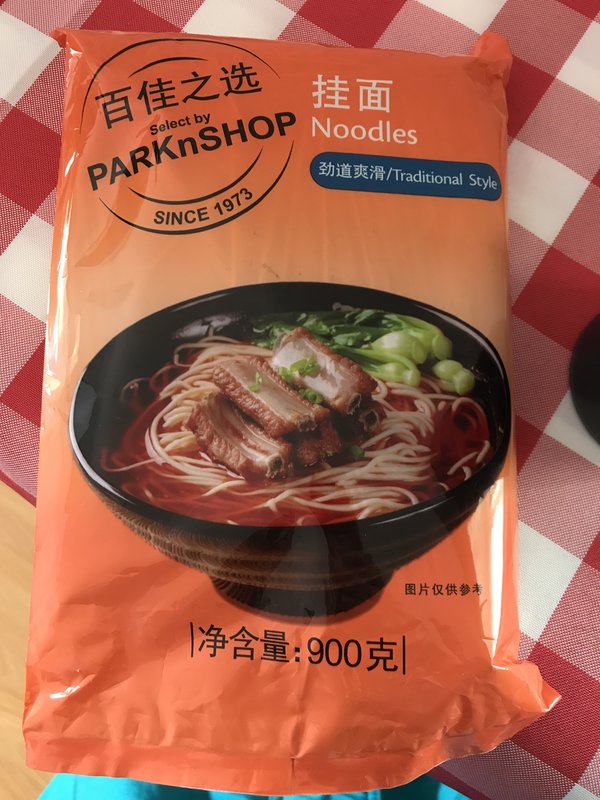 百佳之选
Select by
PARKnSHOP
SINCE 1973
挂面
Noodles
劲道爽滑/Traditional Style
图片仅供参考
净含量:900克